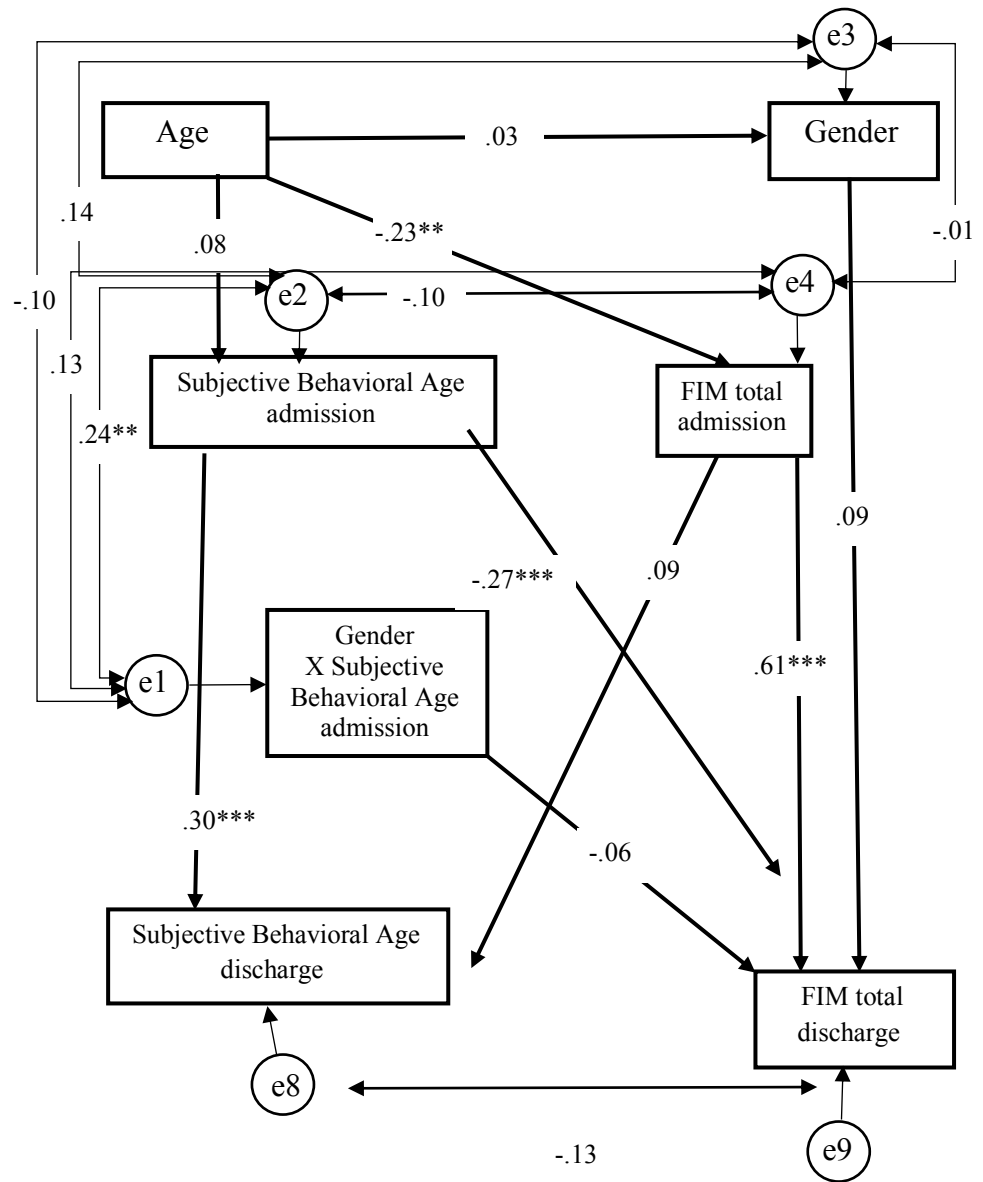 e3
Age
.03
Gender
.14
.08
-.23**
-.01
-.10
e2
-.10
e4
.13
Subjective Behavioral Age
admission
FIM total
admission
.24**
.09
-.27***
.09
Gender
X Subjective
Behavioral Age
admission
.61***
e1
.30***
-.06
Subjective Behavioral Age
discharge
FIM total
discharge
e8
-.13
e9